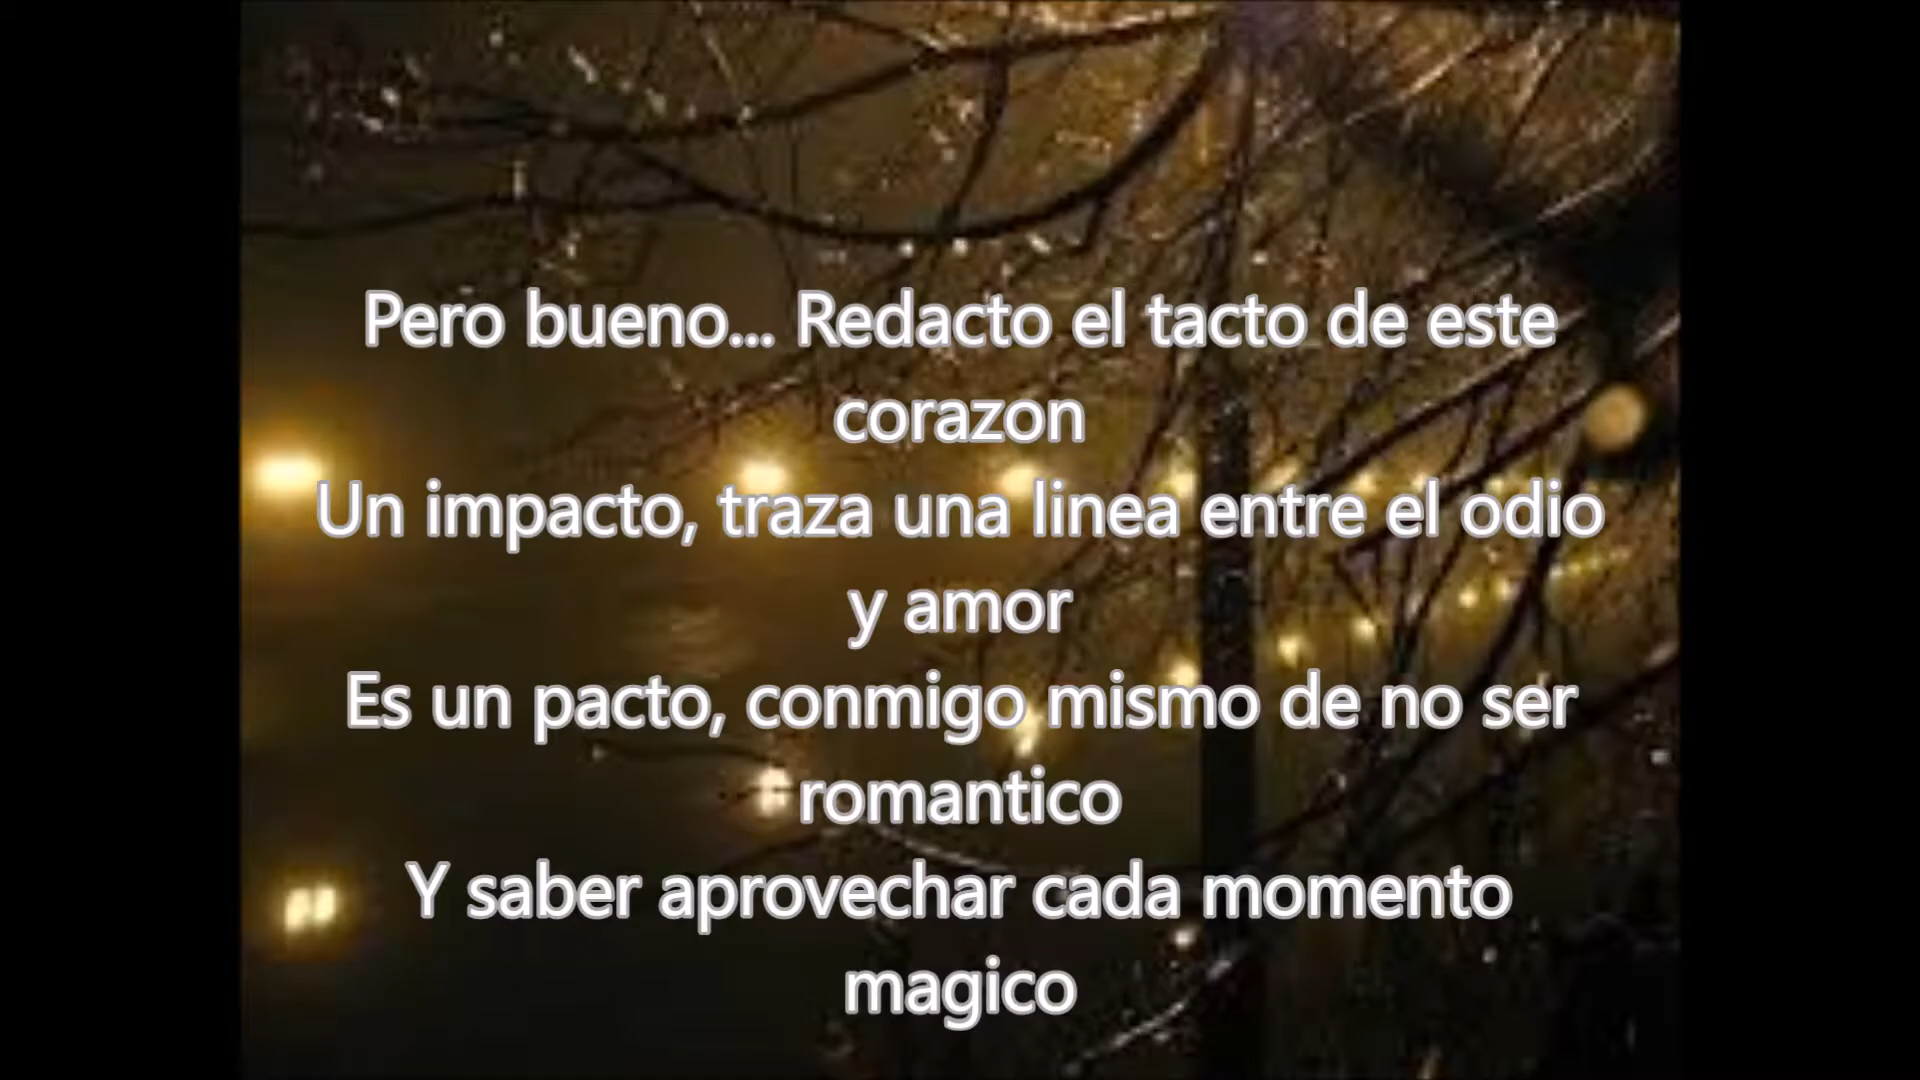 Pero bueno... Redacto el tacto de este
corazon
Un impacto, traza una linea entre el odio
y amor
Es un pacto, conmigo mismo de no ser
romantico
Y saber aprovechar cada momento
magico